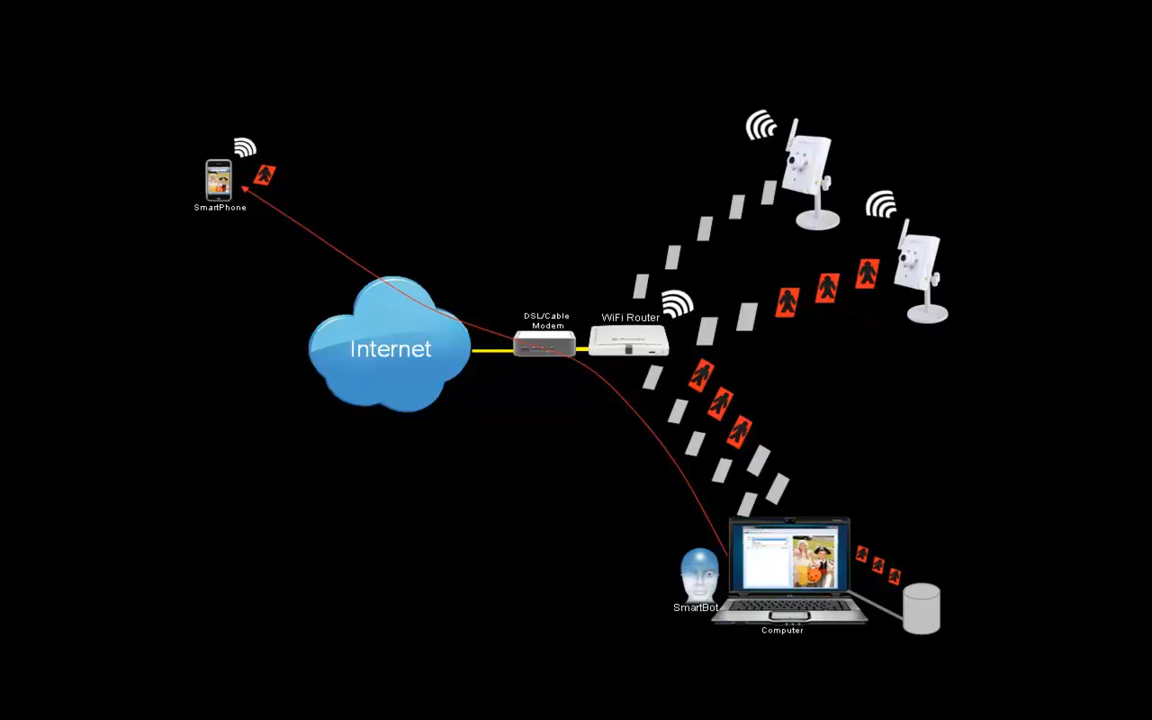 SmartPhone
DSL/Cable
Modem
WiFi Router
Internet
SmartBot
Computer